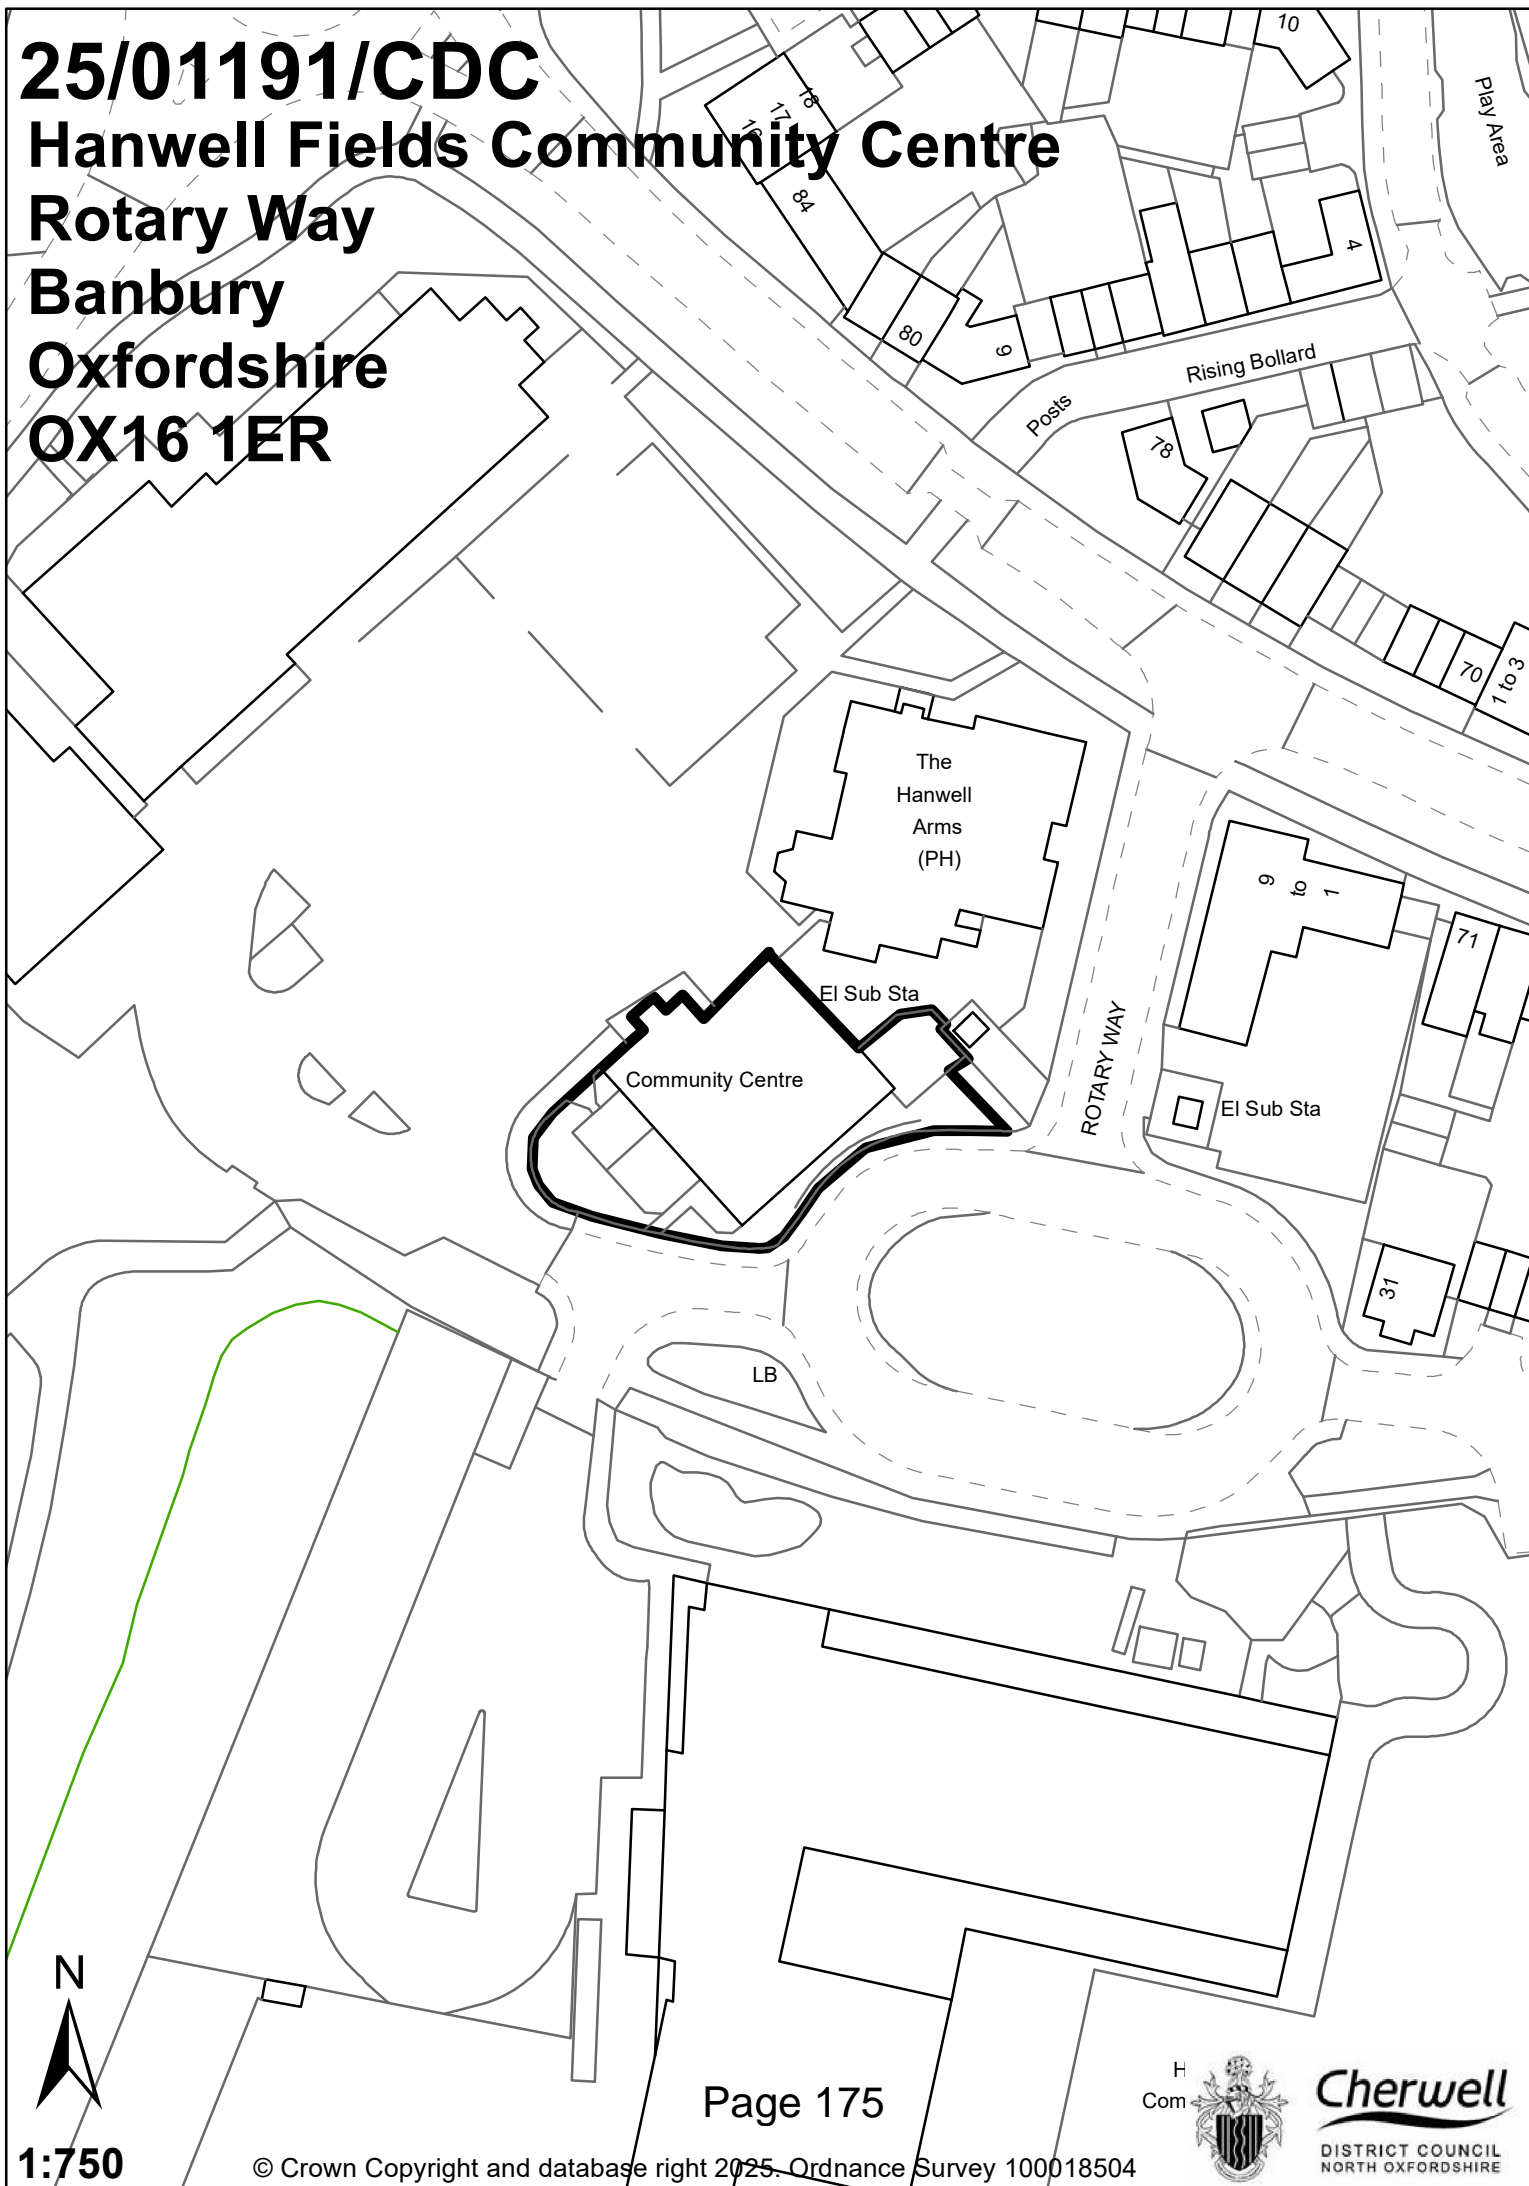 25/01191/CDC
Hanwell Fields Community Centre
Rotary Way
Banbury
Oxfordshire
OX16 1ER
10
Play Area
18
17
16
84
4
80
9
Rising Bollard
Posts
78
70
1 to 3
The
Hanwell
Arms
(PH)
9
to
1
71
El Sub Sta
ROTARY WAY
Community Centre
El Sub Sta
31
LB
N
H
Com
Page 175
Cherwell
DISTRICT COUNCIL
NORTH OXFORDSHIRE
1:750
© Crown Copyright and database right 2025. Ordnance Survey 100018504